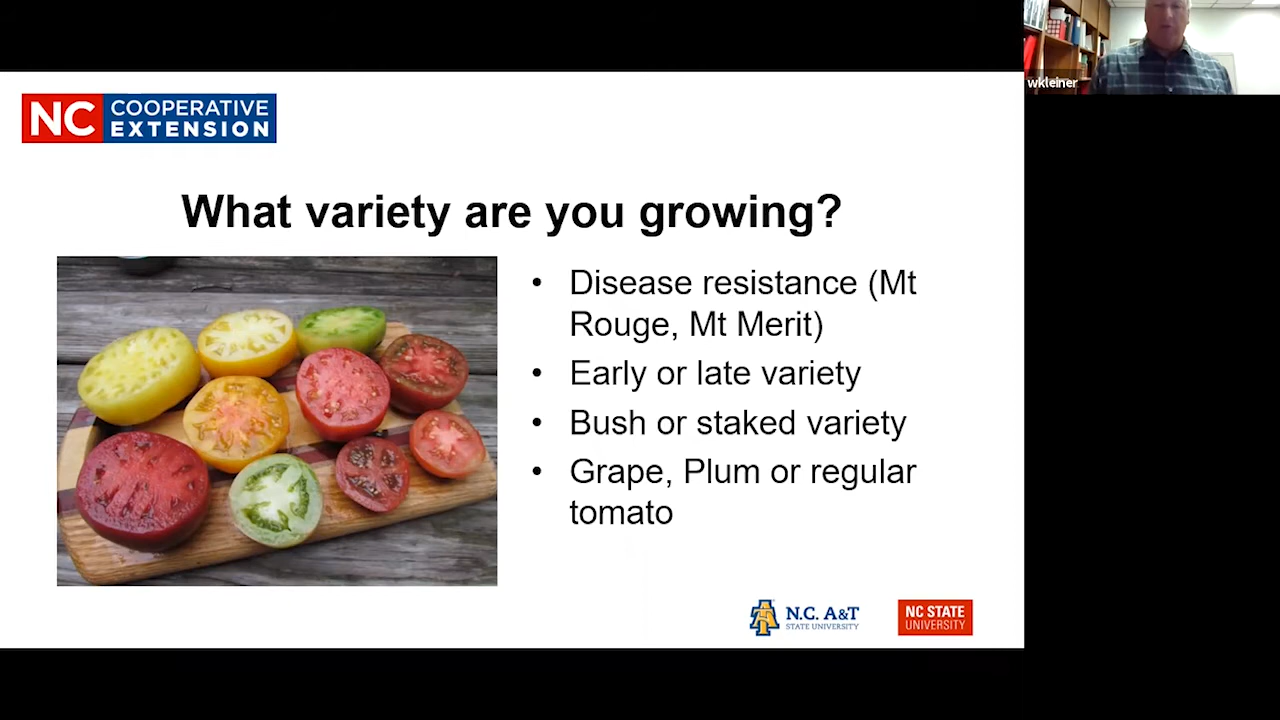 wkleiner
NC COOPERATIVE
EXTENSION
What variety are you growing?
• Disease resistance (Mt
Rouge, Mt Merit)
• Early or late variety
• Bush or staked variety
• Grape, Plum or regular
tomato
N.C. A&T
STATE UNIVERSITY
NC STATE
UNIVERSITY